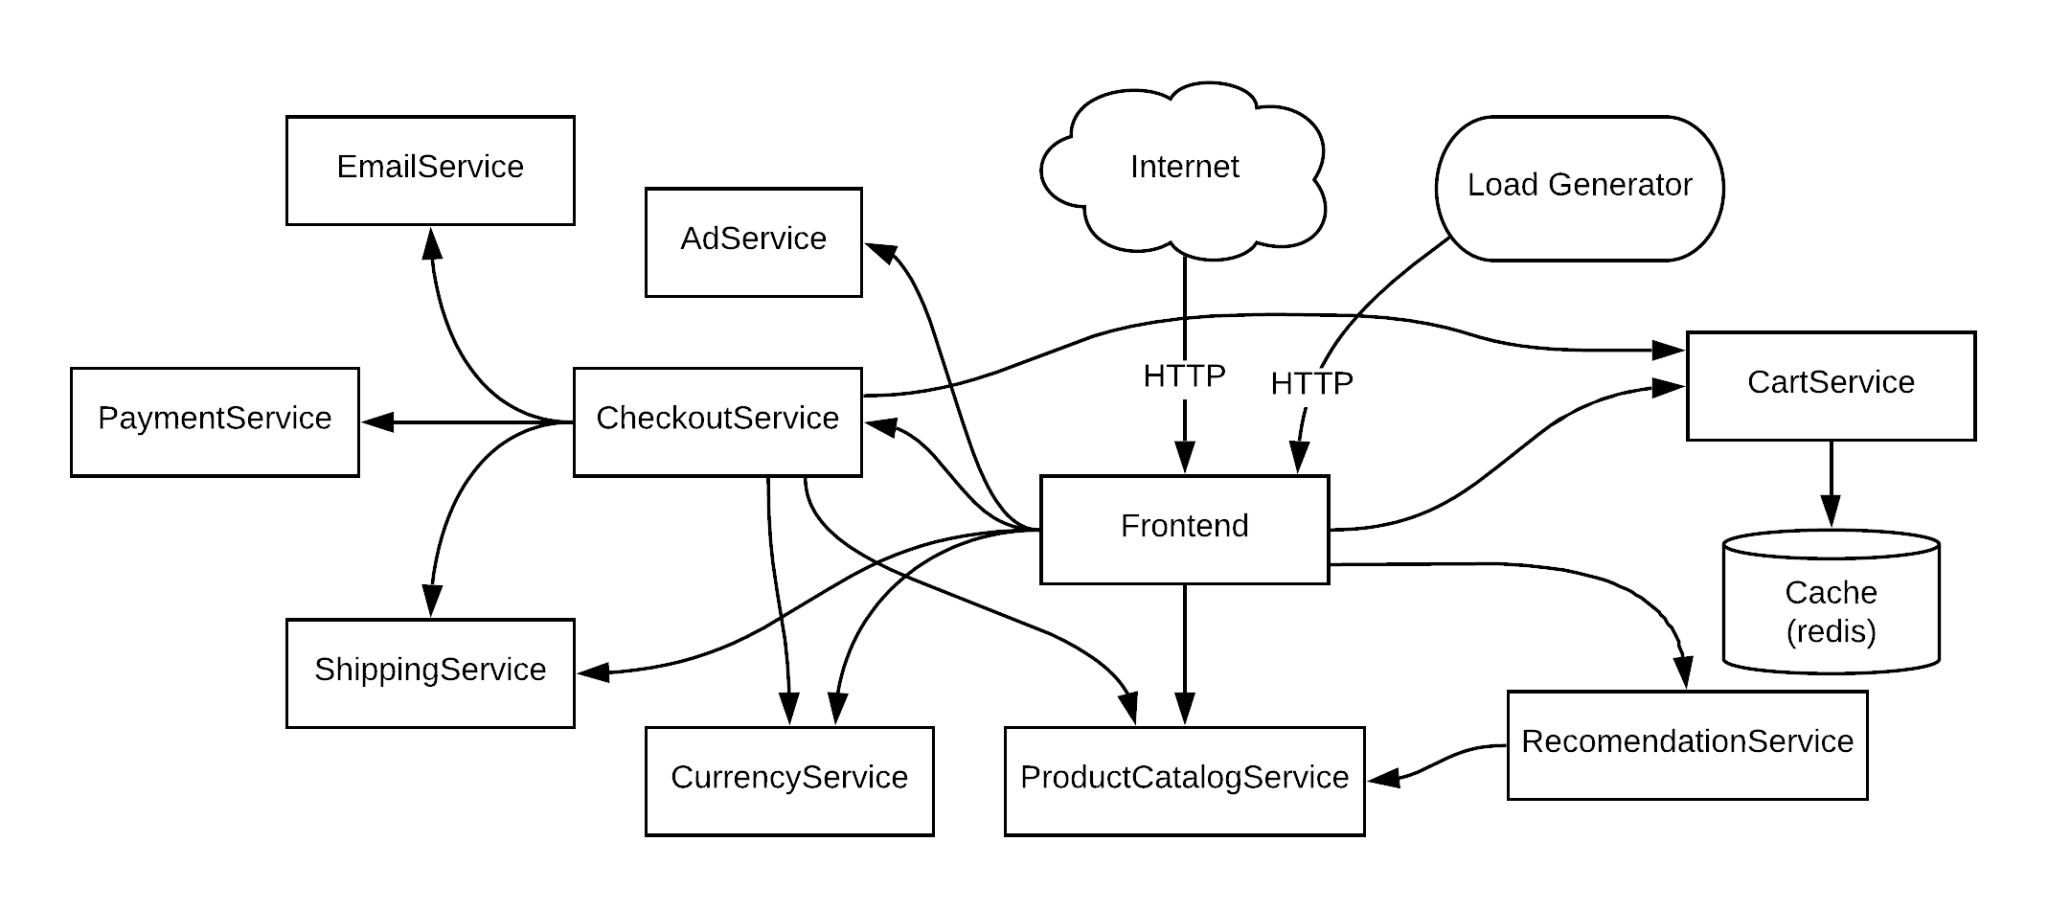 EmailService
Internet
Load Generator
AdService
HTTP
HTTP
CartService
PaymentService
CheckoutService
Frontend
Cache
(redis)
ShippingService
RecomendationService
CurrencyService
ProductCatalogService